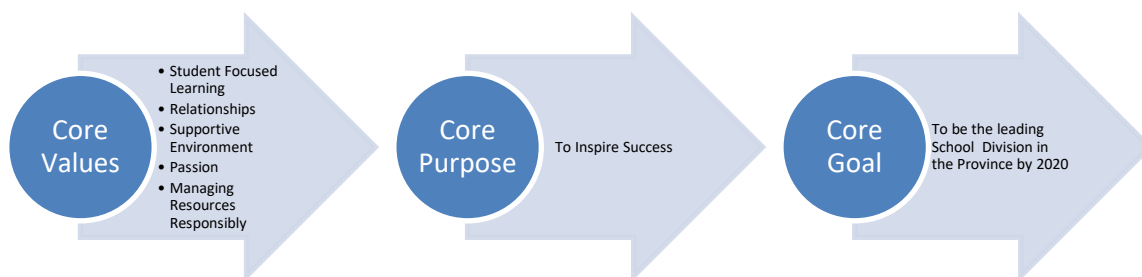 Core
Values
• Student Focused
Learning
• Relationships
• Supportive
Environment
• Passion
• Managing
Resources
Responsibly
Core
Purpose
To Inspire Success
Core
Goal
To be the leading
School Division in
the Province by 2020